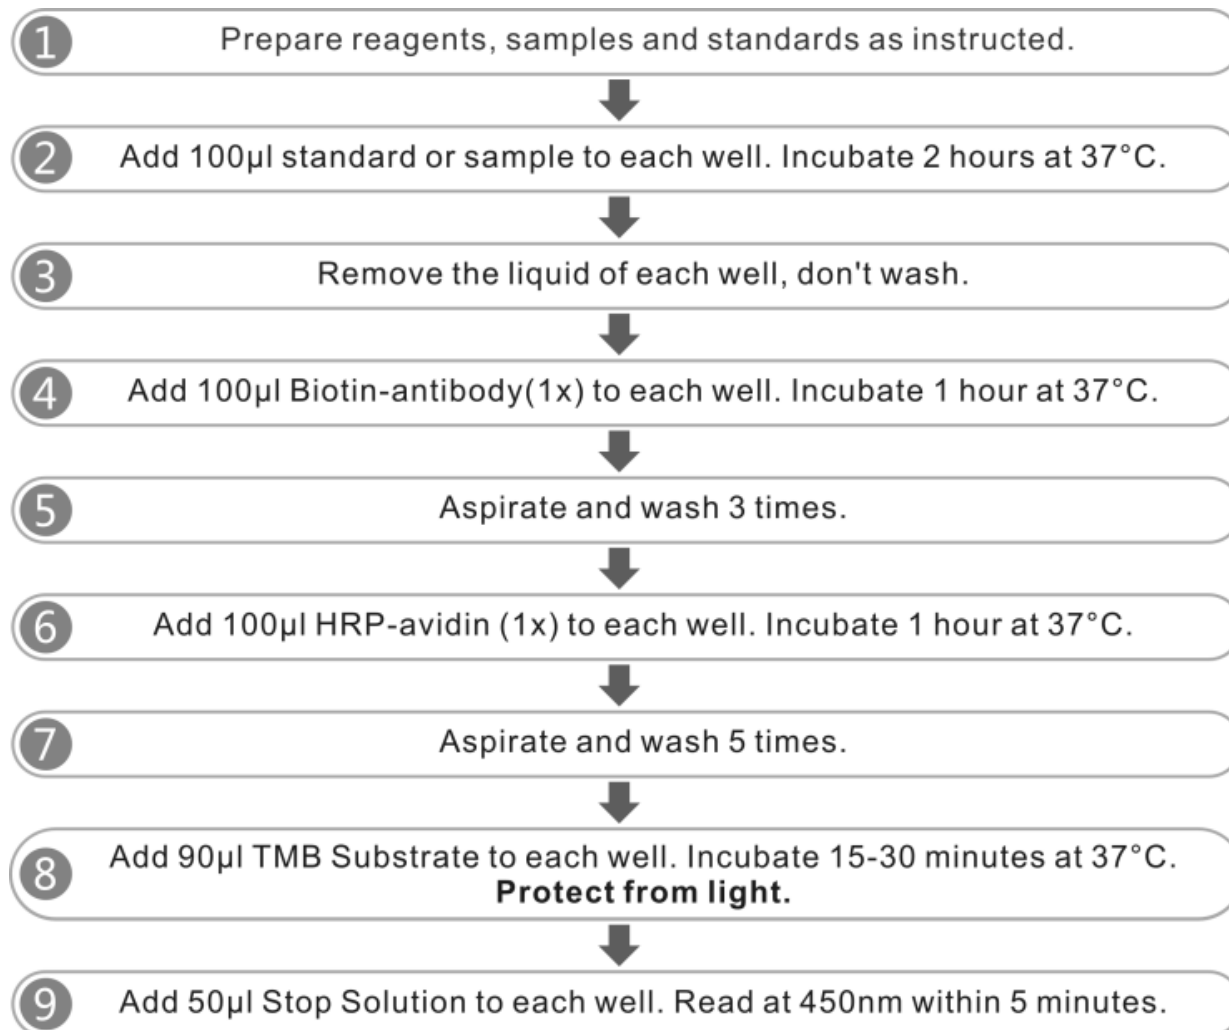 1 Prepare reagents, samples and standards as instructed.
2 Add 100µl standard or sample to each well. Incubate 2 hours at 37°C.
3 Remove the liquid of each well, don't wash.
4 Add 100µl Biotin-antibody(1x) to each well. Incubate 1 hour at 37°C.
5 Aspirate and wash 3 times.
6 Add 100µl HRP-avidin (1x) to each well. Incubate 1 hour at 37°C.
7 Aspirate and wash 5 times.
8 Add 90µl TMB Substrate to each well. Incubate 15-30 minutes at 37°C.
Protect from light.
9 Add 50µl Stop Solution to each well. Read at 450nm within 5 minutes.